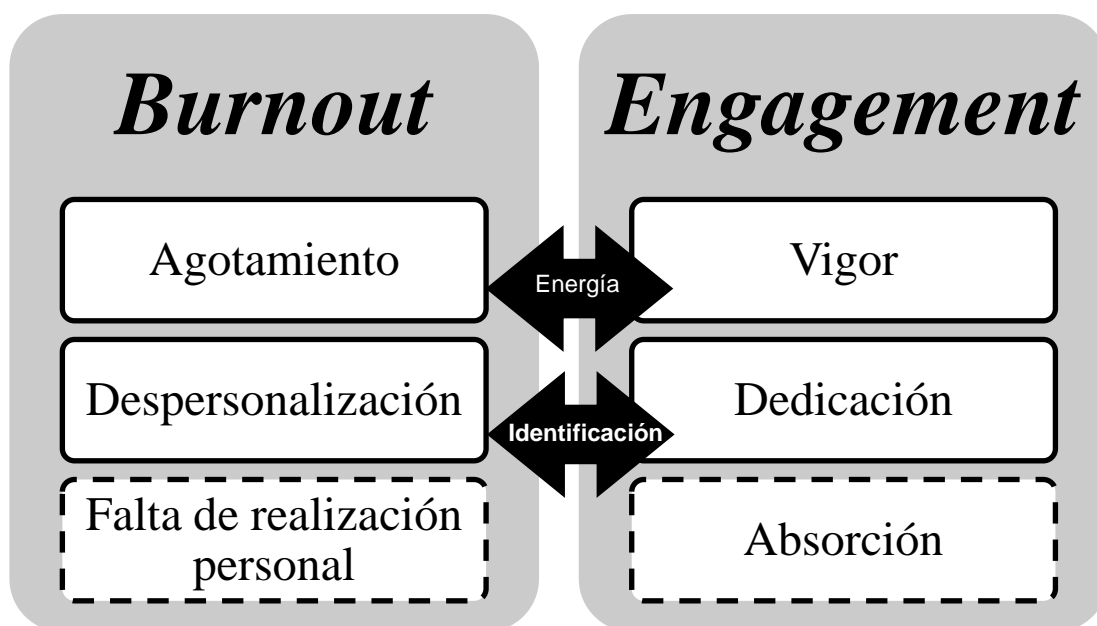 Burnout
Engagement
Agotamiento
Energía
Vigor
Despersonalización
Identificación
Dedicación
Falta de realización
personal
Absorción